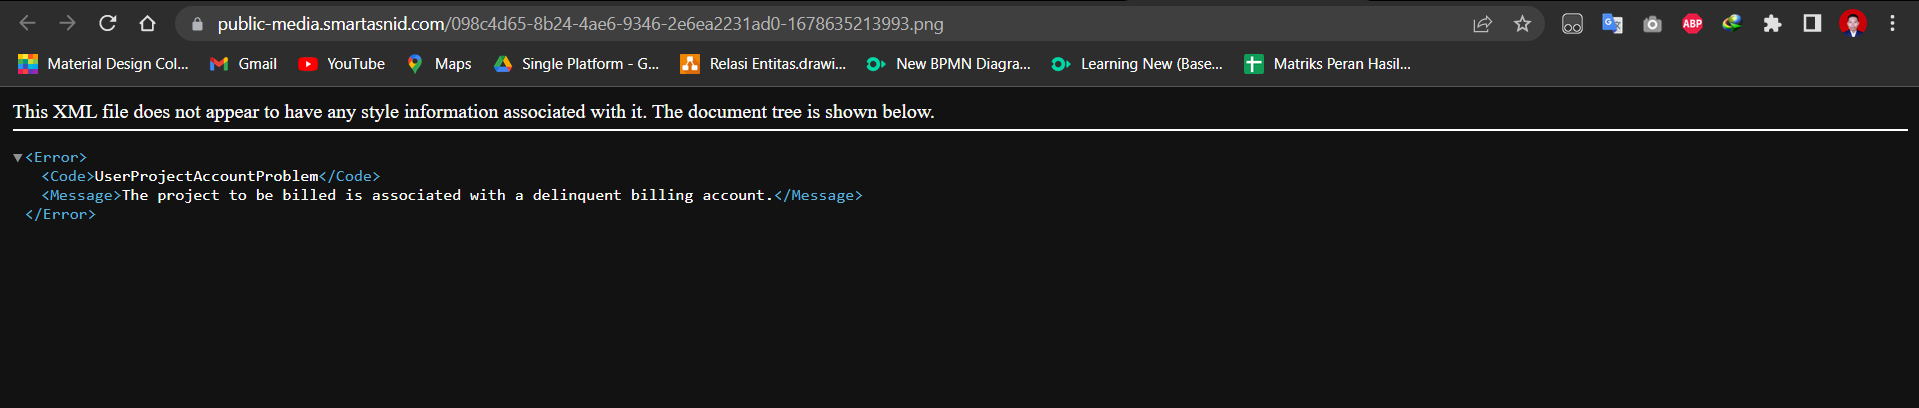 public-media.smartasnid.com/098c4d65-8b24-4ae6-9346-2e6ea2231ad0-1678635213993.png
ABP
Material Design Col... Gmail YouTube Maps Single Platform - G... Relasi Entitas.drawi... New BPMN Diagra... Learning New (Base... Matriks Peran Hasil...
This XML file does not appear to have any style information associated with it. The document tree is shown below.
<Error>
<Code>UserProjectAccountProblem</Code>
<Message>The project to be billed is associated with a delinquent billing account.</Message>
</Error>